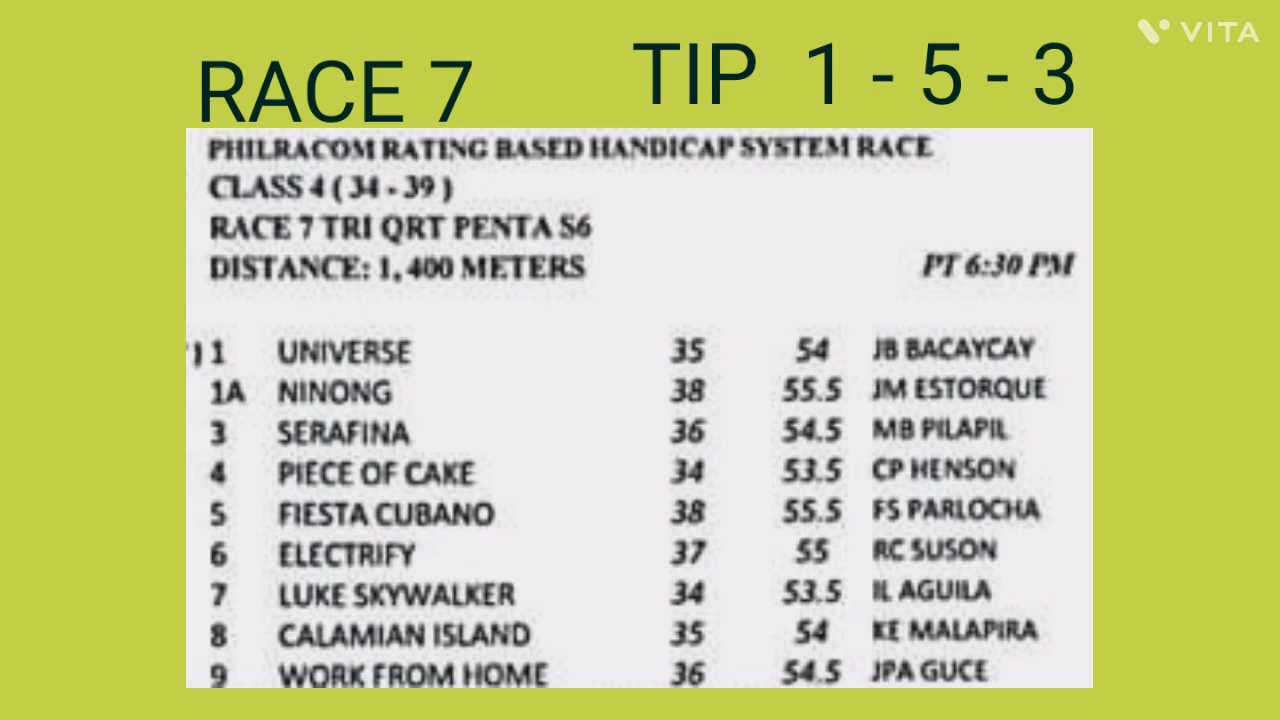 VITA
RACE 7 TIP 1 - 5 - 3
PHILRACOM RATING BASED HANDICAP SYSTEM RACE
CLASS 4 ( 34 - 39 )
RACE 7 TRI QRT PENTA S6
DISTANCE: 1, 400 METERS PT 6:30 PM
) 1 UNIVERSE 35 54 JB BACAYCAY
1A NINONG 38 55.5 JM ESTORQUE
3 SERAFINA 36 54.5 MB PILAPIL
4 PIECE OF CAKE 34 53.5 CP HENSON
5 FIESTA CUBANO 38 55.5 FS PARLOCHA
6 ELECTRIFY 37 55 RC SUSON
7 LUKE SKYWALKER 34 53.5 IL AGUILA
8 CALAMIAN ISLAND 35 54 KE MALAPIRA
9 WORK FROM HOME 36 54.5 JPA GUCE